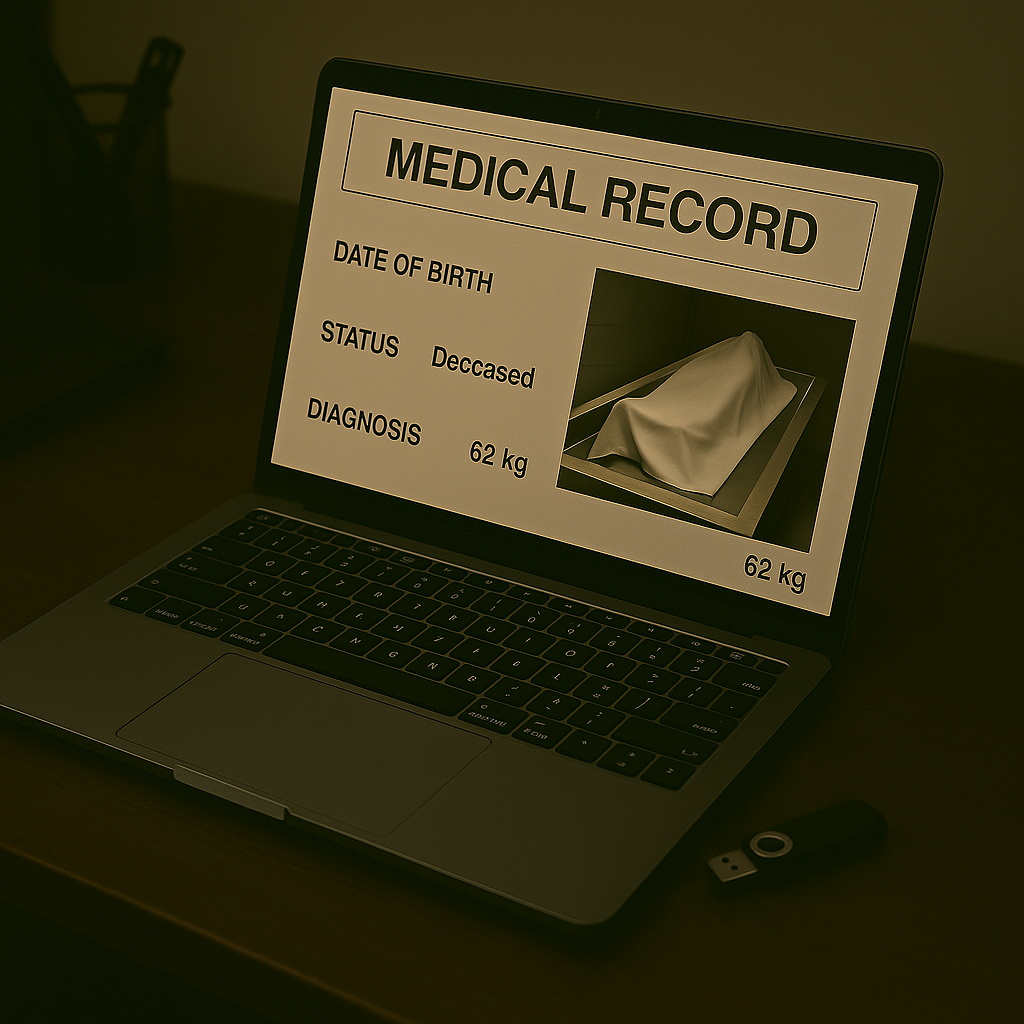 MEDICAL RECORD
DATE OF BIRTH
STATUS Deccased
DIAGNOSIS 62 kg
62 kg